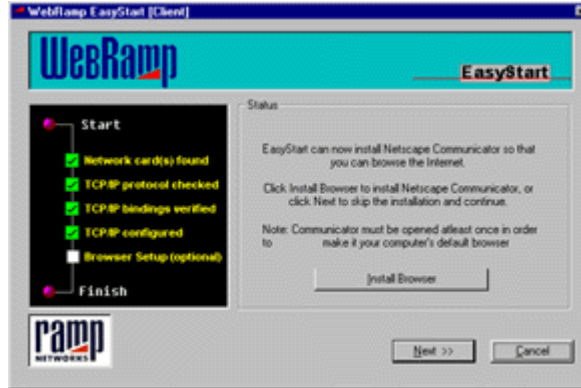 WebRamp EasyStart [Client]
WEBRamp
EasyStart
Start
Network card(s) found
TCP/IP protocol checked
TCP/IP bindings verified
TCP/IP configured
Browser Setup (optional)
Finish
Status
EasyStart can now install Netscape Communicator so that
you can browse the Internet.
Click Install Browser to install Netscape Communicator, or
click Next to skip the installation and continue.
Note: Communicator must be opened atleast once in order
to make it your computer's default browser
Install Browser
ramp
NETWORKS
Next >>
Cancel